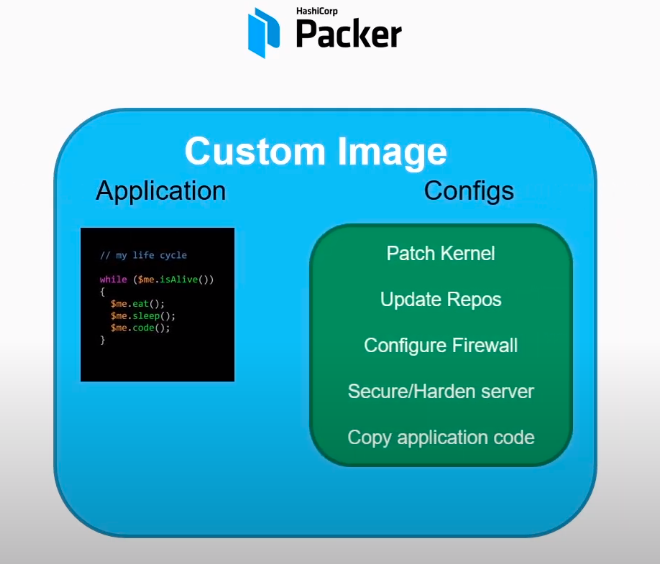 HashiCorp
Packer
Custom Image
Application
Configs
// my life cycle
while ($me.isAlive())
{
$me.eat();
$me.sleep();
$me.code();
}
Patch Kernel
Update Repos
Configure Firewall
Secure/Harden server
Copy application code